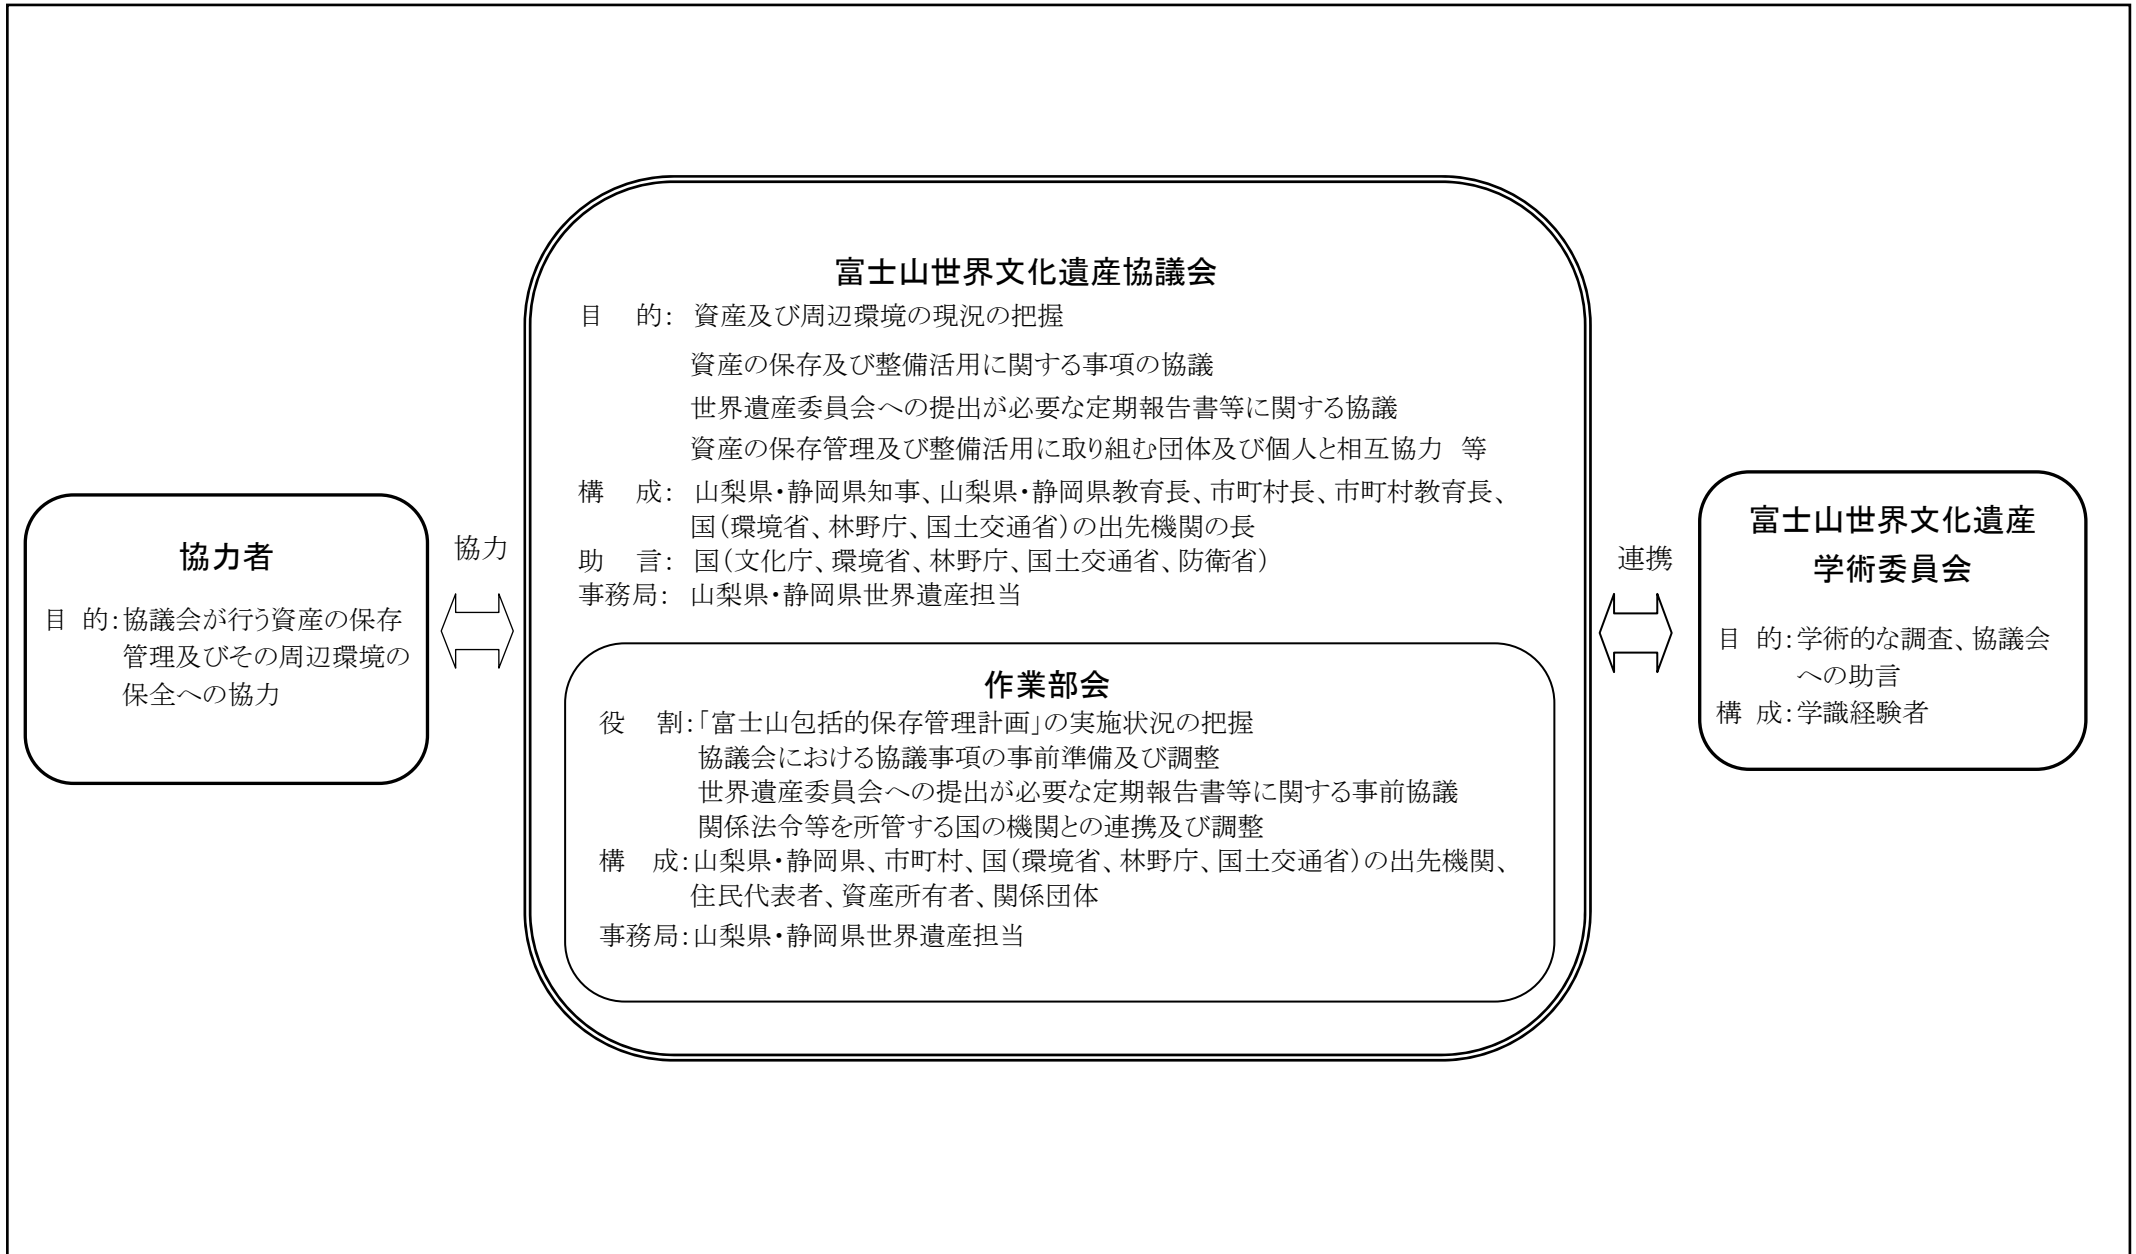 富士山世界文化遺産協議会
目　的： 資産及び周辺環境の現況の把握
資産の保存及び整備活用に関する事項の協議
世界遺産委員会への提出が必要な定期報告書等に関する協議
資産の保存管理及び整備活用に取り組む団体及び個人と相互協力　等
構　成： 山梨県・静岡県知事、山梨県・静岡県教育長、市町村長、市町村教育長、
国（環境省、林野庁、国土交通省）の出先機関の長
助　言： 国（文化庁、環境省、林野庁、国土交通省、防衛省）
事務局： 山梨県・静岡県世界遺産担当
作業部会
役　割：「富士山包括的保存管理計画」の実施状況の把握
協議会における協議事項の事前準備及び調整
世界遺産委員会への提出が必要な定期報告書等に関する事前協議
関係法令等を所管する国の機関との連携及び調整
構　成：山梨県・静岡県、市町村、国（環境省、林野庁、国土交通省）の出先機関、
住民代表者、資産所有者、関係団体
事務局：山梨県・静岡県世界遺産担当
協力者
目 的：協議会が行う資産の保存
管理及びその周辺環境の
保全への協力
協力
連携
富士山世界文化遺産
学術委員会
目 的：学術的な調査、協議会
への助言
構 成：学識経験者